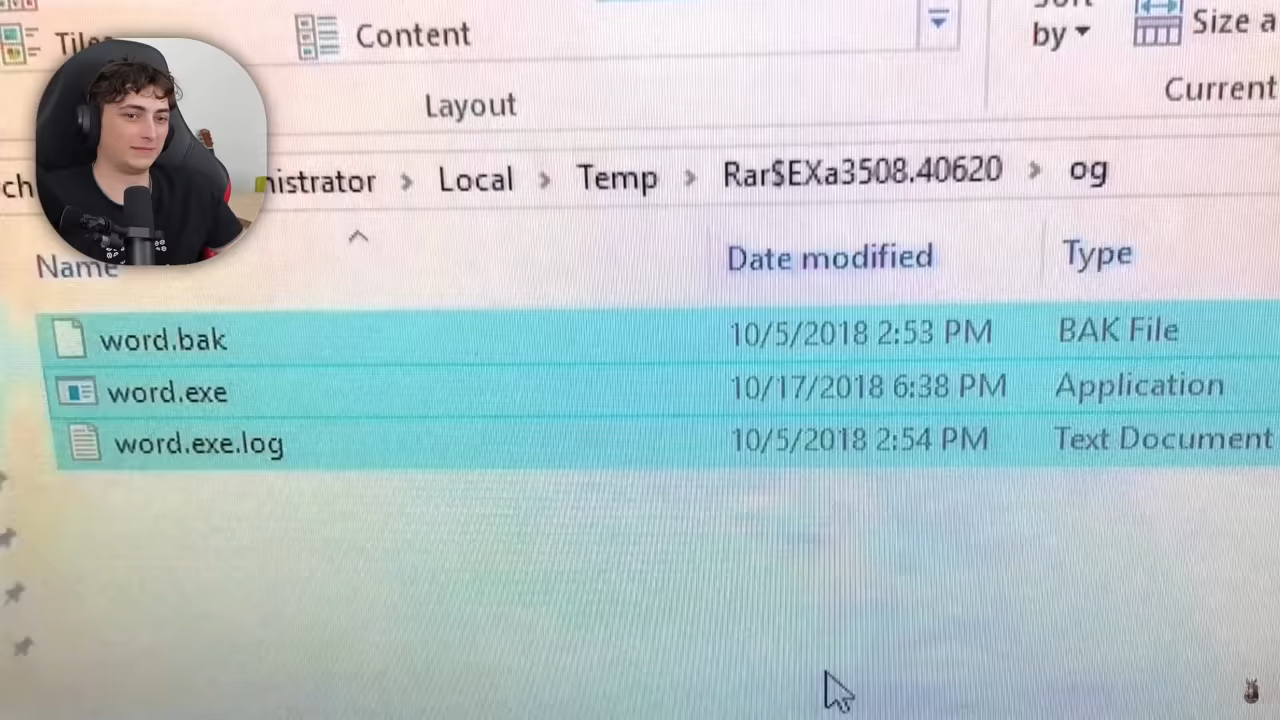 Content
by
Size a
Layout
Current
nistrator > Local > Temp > Rar$EXa3508.40620 > og
Name Date modified Type
word.bak 10/5/2018 2:53 PM BAK File
word.exe 10/17/2018 6:38 PM Application
word.exe.log 10/5/2018 2:54 PM Text Document